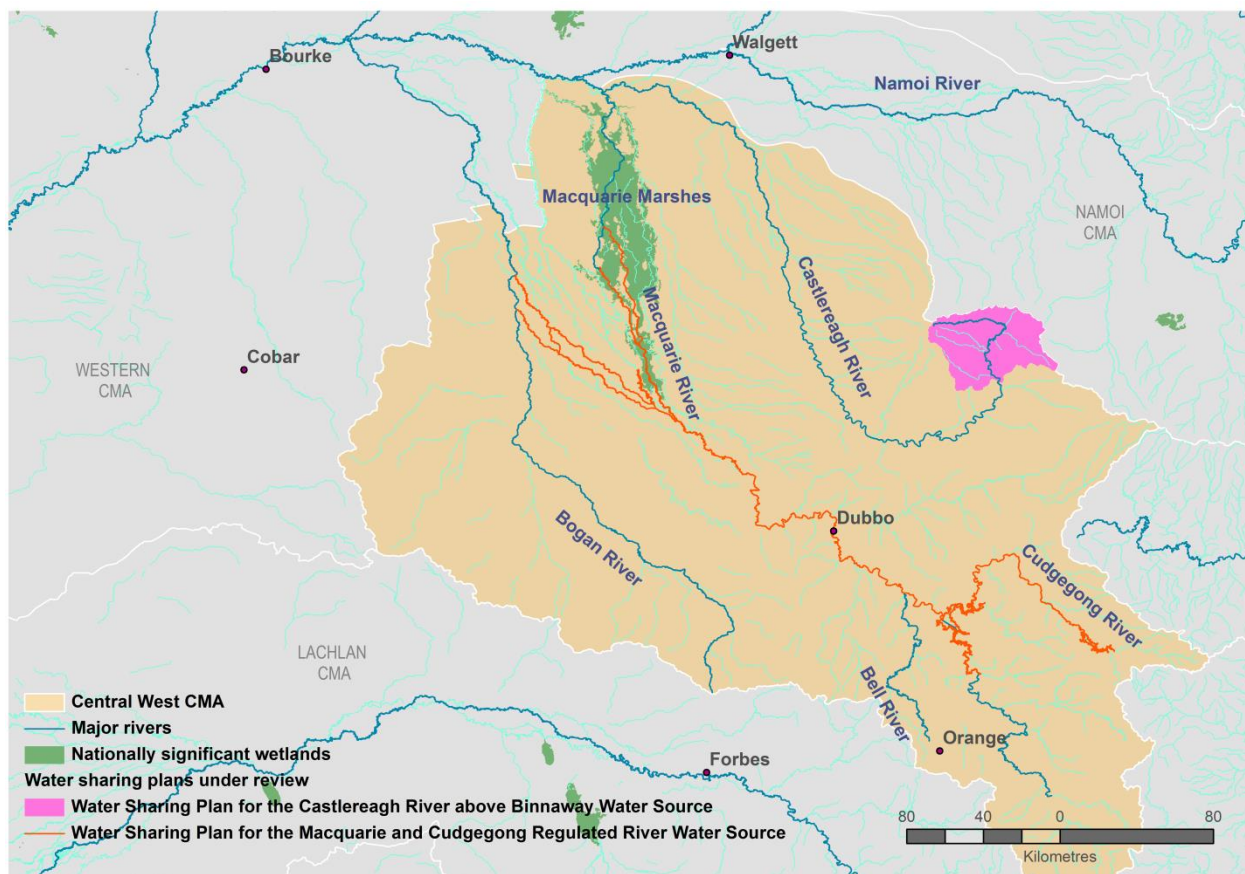 Bourke
Walgett
Namoi River
Macquarie Marshes
NAMOI
CMA
Castlereagh River
Macquarie River
Cobar
WESTERN
CMA
Dubbo
Bogan River
Cudgegong River
LACHLAN
CMA
Bell River
Orange
Forbes
Central West CMA
Major rivers
Nationally significant wetlands
Water sharing plans under review
Water Sharing Plan for the Castlereagh River above Binnaway Water Source
Water Sharing Plan for the Macquarie and Cudgegong Regulated River Water Source
80 40 0 80
Kilometres